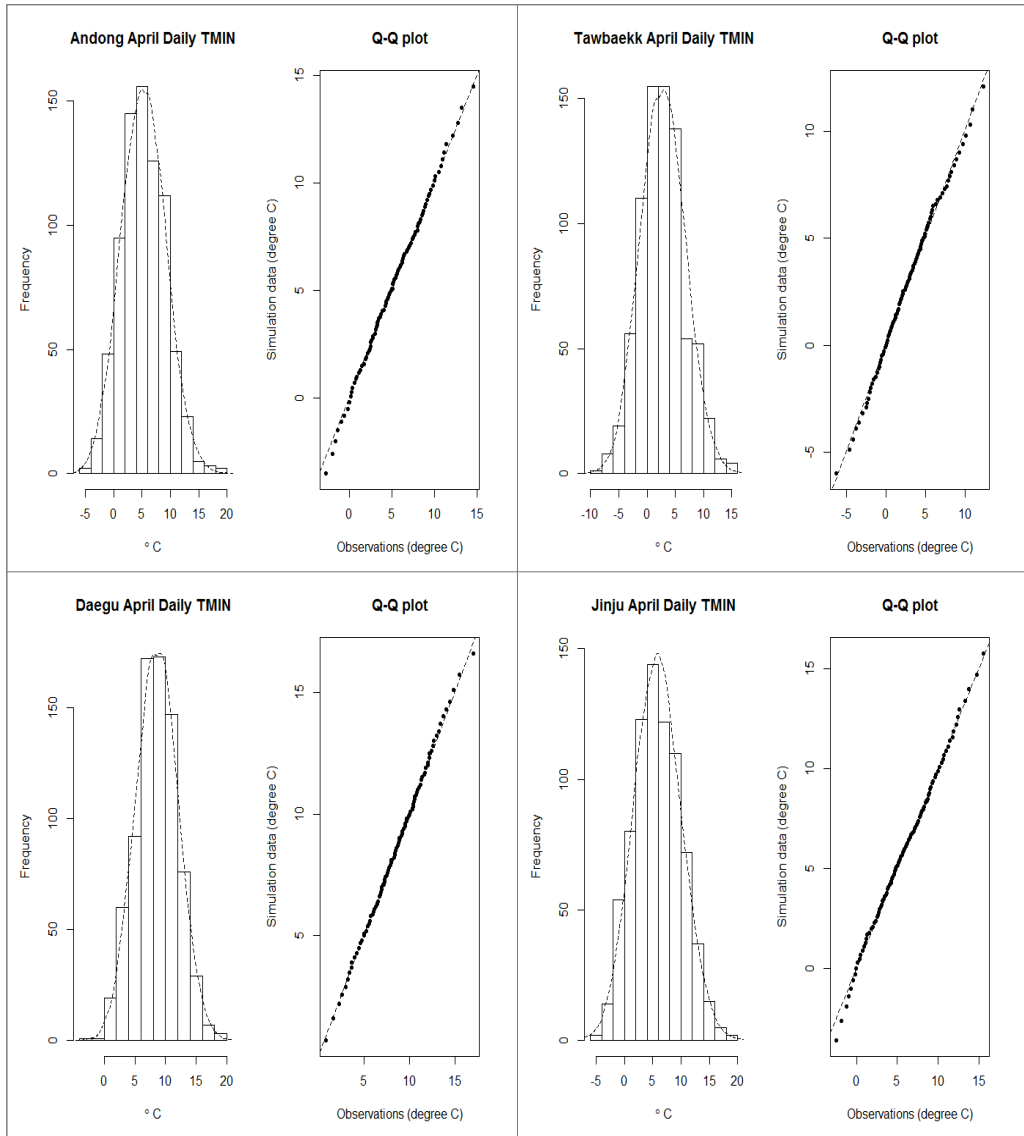 Andong April Daily TMIN
Frequency
0 50 100 150
-5 0 5 10 15 20
º C
Q-Q plot
Simulation data (degree C)
0 5 10 15
0 5 10 15
Observations (degree C)
Tawbaekk April Daily TMIN
Frequency
0 50 100 150
-10 -5 0 5 10 15
º C
Q-Q plot
Simulation data (degree C)
-5 0 5 10
-5 0 5 10
Observations (degree C)
Daegu April Daily TMIN
Frequency
0 50 100 150
0 5 10 15 20
º C
Q-Q plot
Simulation data (degree C)
5 10 15
5 10 15
Observations (degree C)
Jinju April Daily TMIN
Frequency
0 50 100 150
-5 0 5 10 15 20
º C
Q-Q plot
Simulation data (degree C)
0 5 10 15
0 5 10 15
Observations (degree C)